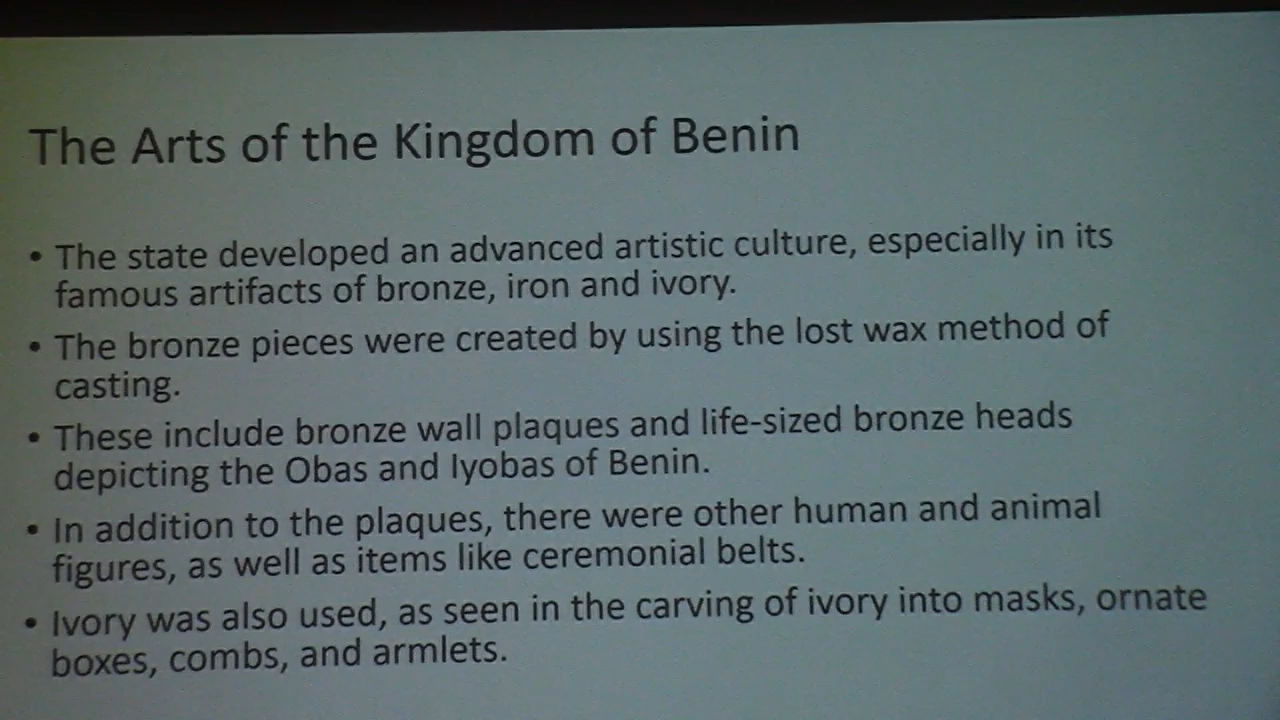 The Arts of the Kingdom of Benin
• The state developed an advanced artistic culture, especially in its
famous artifacts of bronze, iron and ivory.
• The bronze pieces were created by using the lost wax method of
casting.
• These include bronze wall plaques and life-sized bronze heads
depicting the Obas and Iyobas of Benin.
• In addition to the plaques, there were other human and animal
figures, as well as items like ceremonial belts.
• Ivory was also used, as seen in the carving of ivory into masks, ornate
boxes, combs, and armlets.